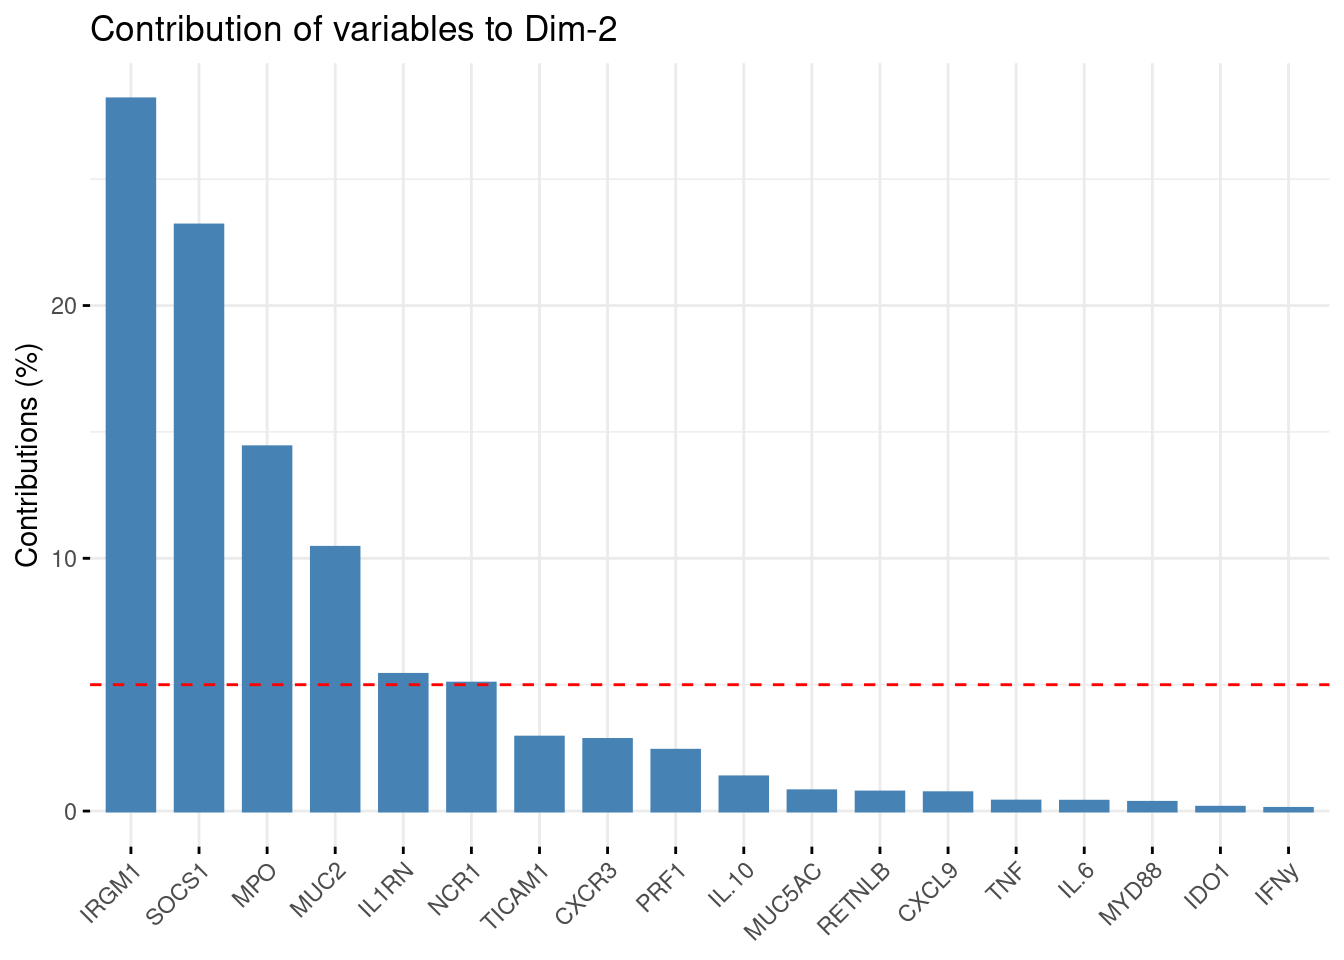 Contribution of variables to Dim-2
Contributions (%)
20
10
0
IRGM1
SOCS1
MPO
MUC2
IL1RN
NCR1
TICAM1
CXCR3
PRF1
IL.10
MUC5AC
RETNLB
CXCL9
TNF
IL.6
MYD88
IDO1
IFNy